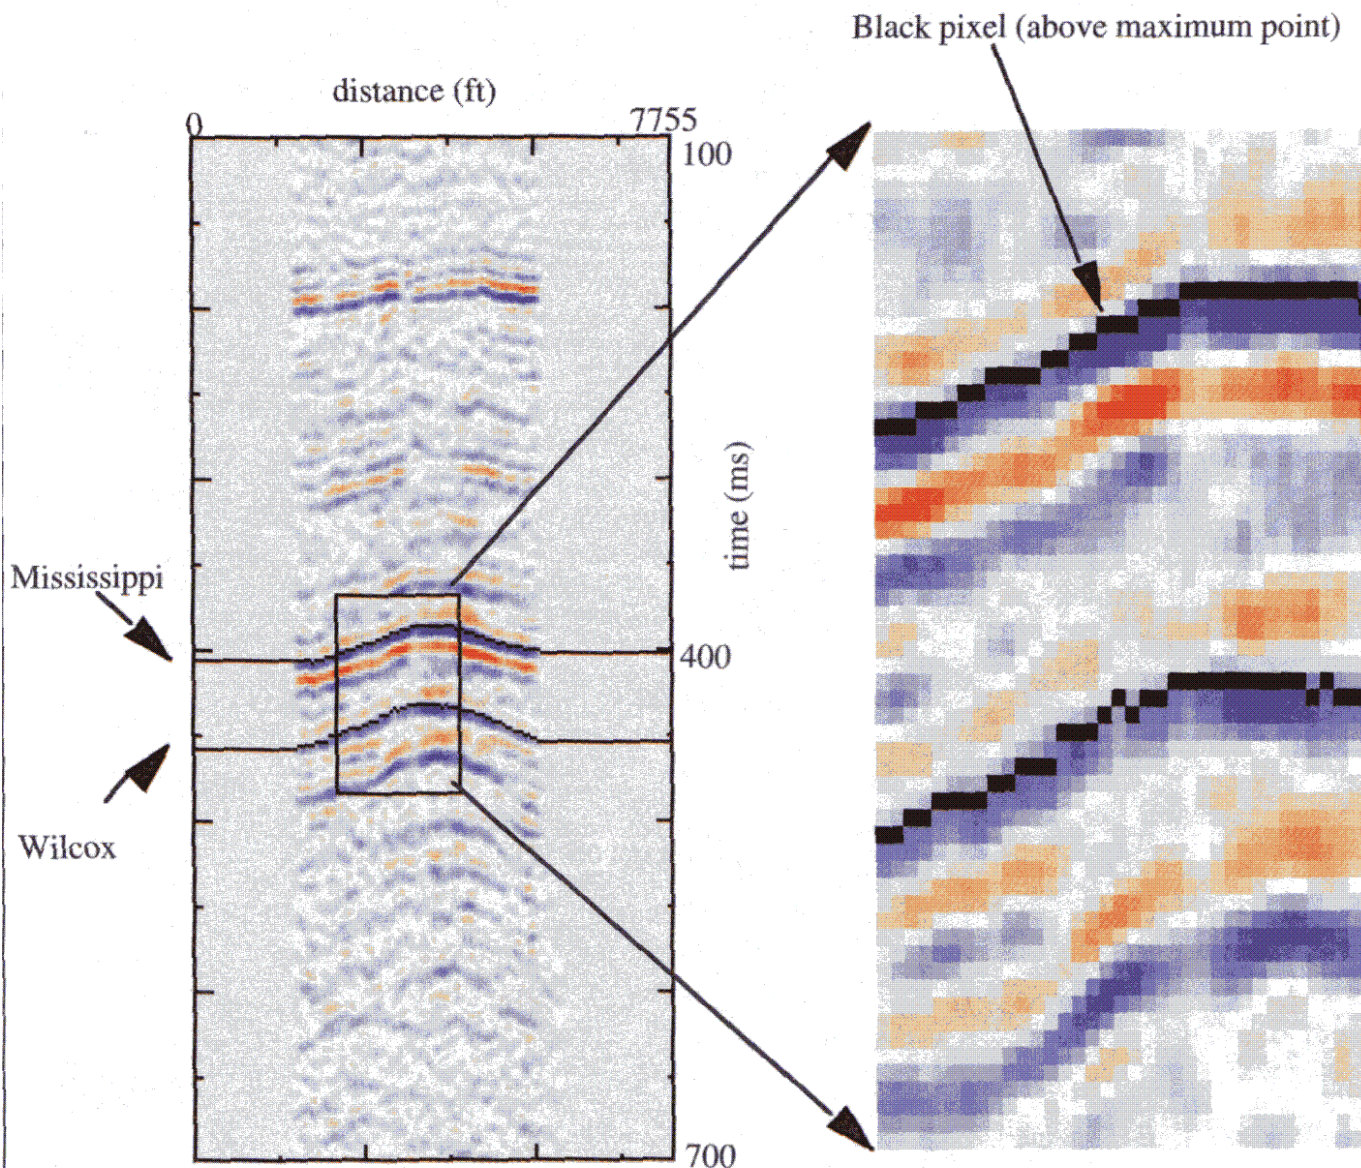 Black pixel (above maximum point)
distance (ft)
0
7755
100
time (ms)
Mississippi
400
Wilcox
700